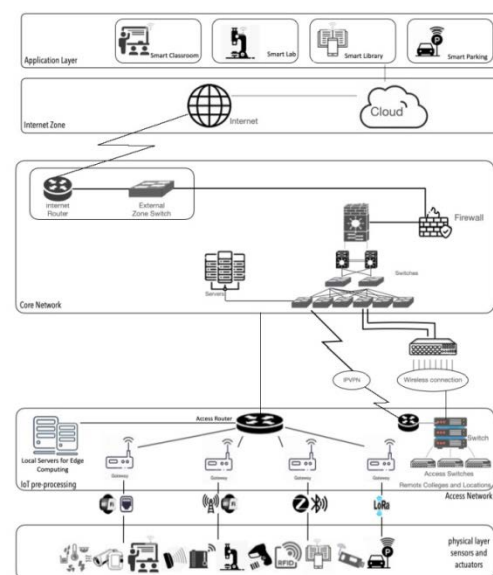 Smart Classroom
Smart Lab
Smart Library
Smart Parking
Application Layer
Internet
Cloud
Internet Zone
Internet
Router
External
Zone Switch
Firewall
Switches
Servers
Core Network
IPVPN
Wireless connection
Access Router
Switch
Local Servers for Edge
Computing
Gateway
Gateway
Gateway
Gateway
Access Switches
Remote Colleges and Locations
IoT pre-processing
Access Network
LoRa
RFID
physical layer
sensors and
actuators